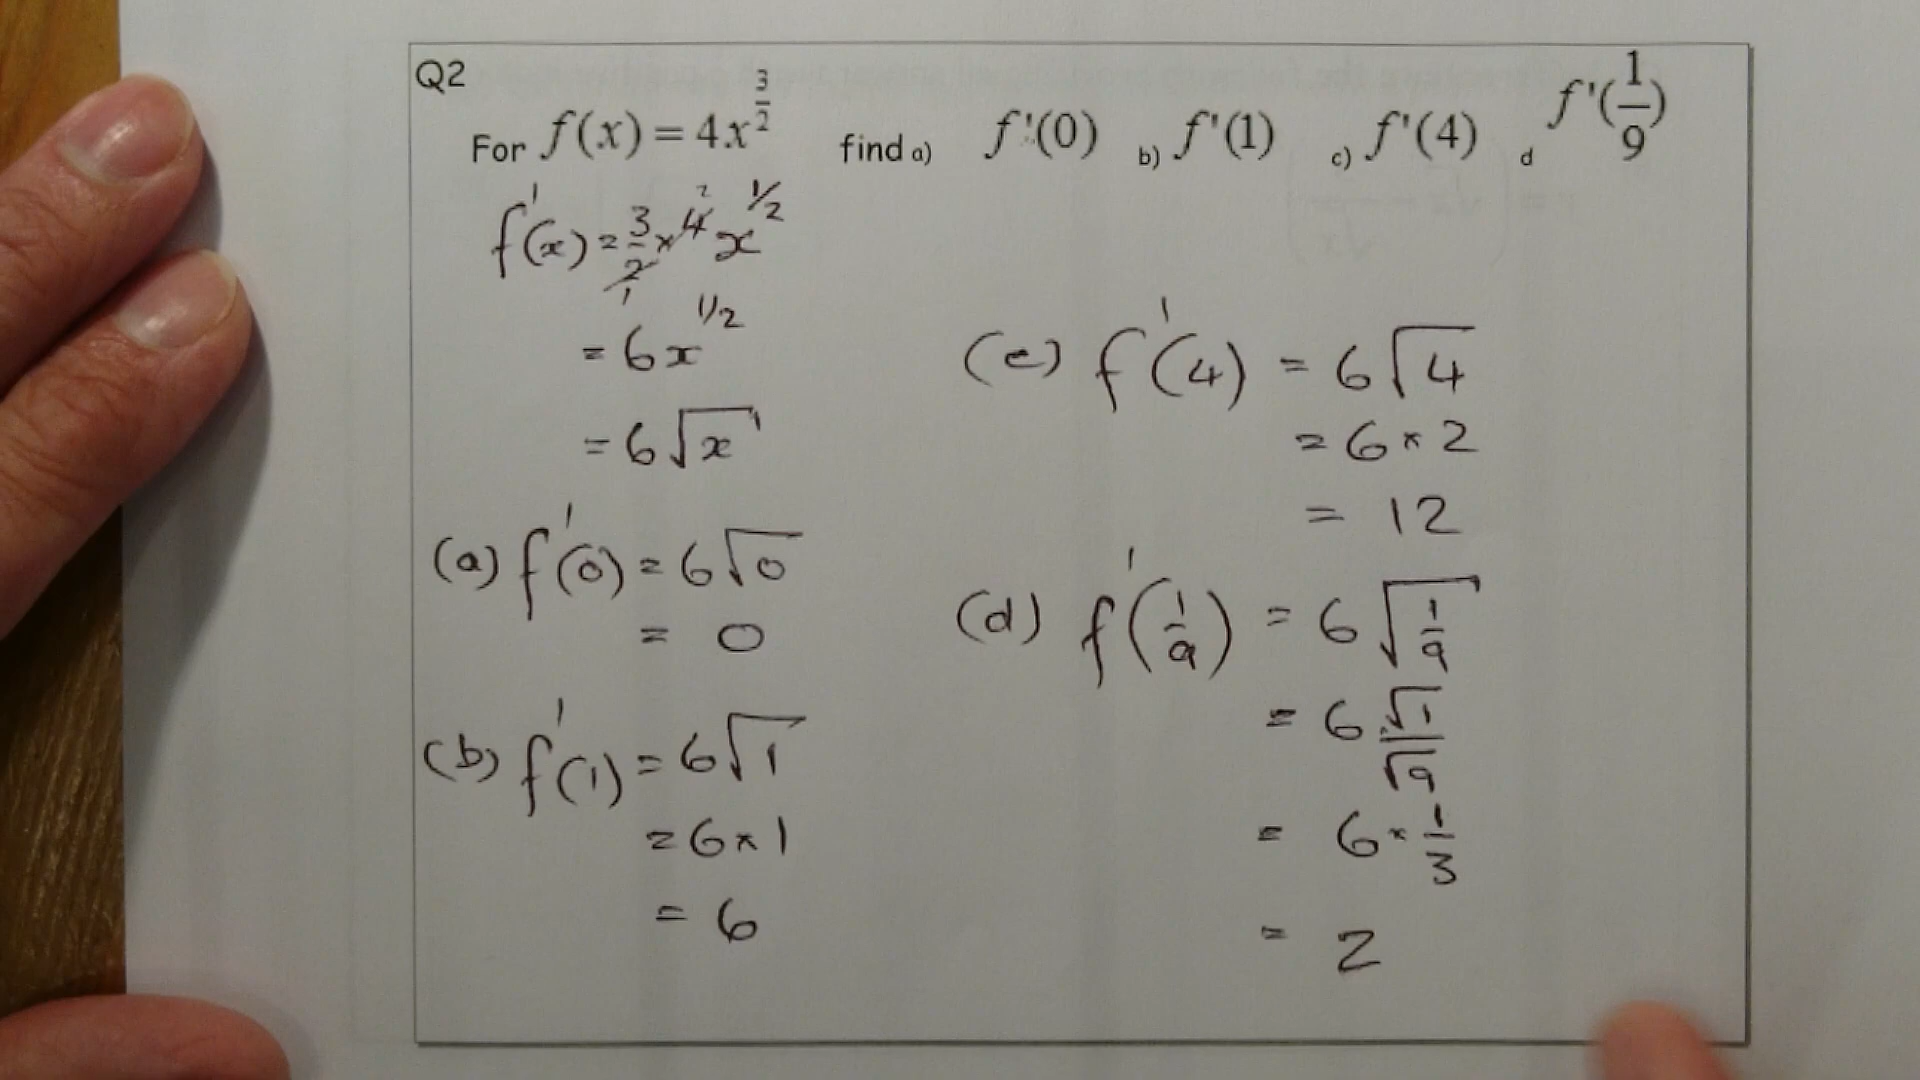 Q2
For f(x) = 4x^(3/2) find a) f'(0) b) f'(1) c) f'(4) d f'(1/9)
f'(x) = 3/2 × 4 x^1/2
2
1
= 6x^1/2
= 6√x
(a) f'(0) = 6√0
= 0
(b) f'(1) = 6√1
= 6 × 1
= 6
(c) f'(4) = 6√4
= 6 × 2
= 12
(d) f'(1/9) = 6√(1/9)
= 6 √1/√9
= 6 × 1/3
= 2